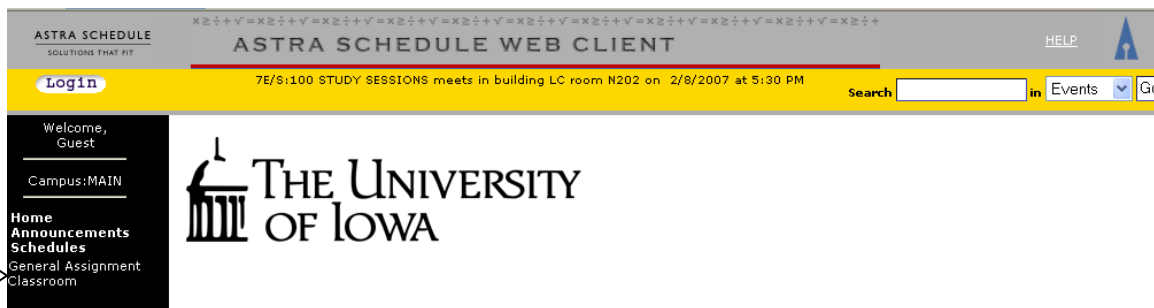 ASTRA SCHEDULE
SOLUTIONS THAT FIT
x≥÷+√=x≥÷+√=x≥÷+√=x≥÷+√=x≥÷+√=x≥÷+√=x≥÷+√=x≥÷+√=x≥÷+√=x≥÷+
ASTRA SCHEDULE WEB CLIENT
HELP
Login
7E/S:100 STUDY SESSIONS meets in building LC room N202 on 2/8/2007 at 5:30 PM
Search in Events
Welcome,
Guest
Campus:MAIN
Home
Announcements
Schedules
General Assignment
Classroom
THE UNIVERSITY
OF IOWA